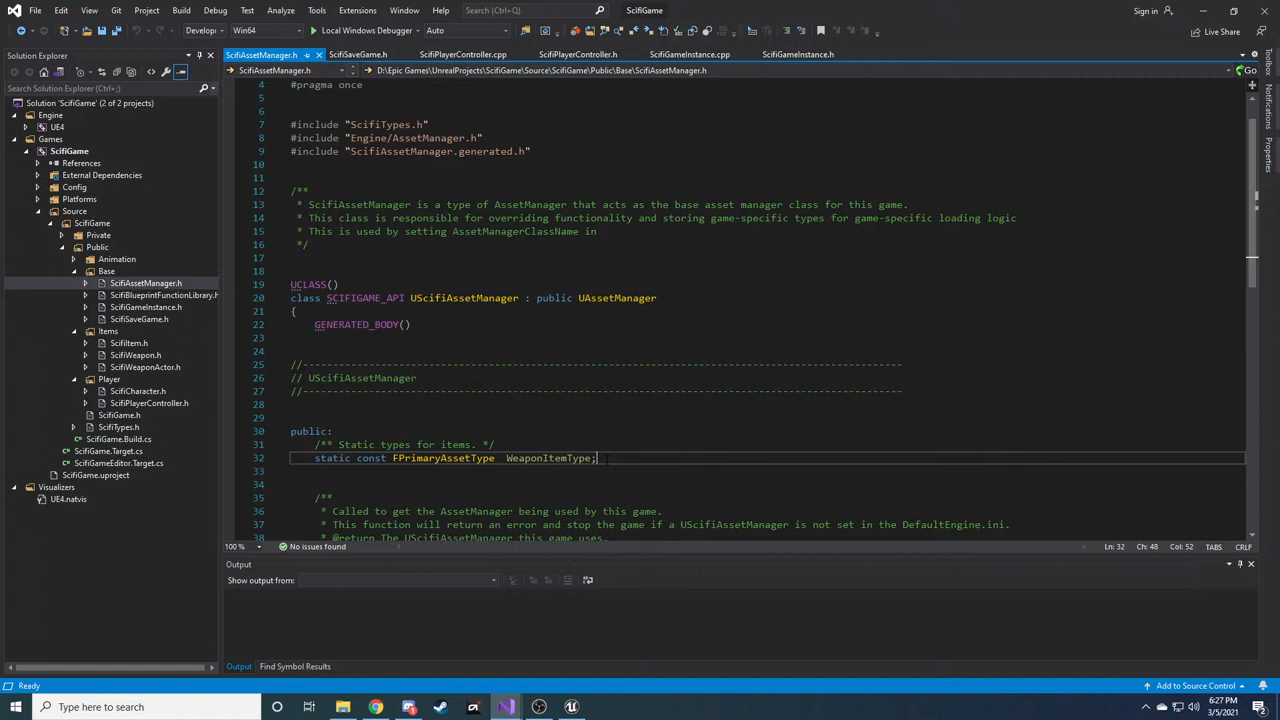 File Edit View Git Project Build Debug Test Analyze Tools Extensions Window Help Search (Ctrl+Q) ScifiGame Sign in
Develop Win64 Local Windows Debugger Auto Live Share
Solution Explorer
Search Solution Explorer (Ctrl+;)
Solution 'ScifiGame' (2 of 2 projects)
Engine
UE4
Games
ScifiGame
References
External Dependencies
Config
Platforms
Source
ScifiGame
Private
Public
Animation
Base
ScifiAssetManager.h
ScifiBlueprintFunctionLibrary.h
ScifiGameInstance.h
ScifiSaveGame.h
Items
ScifiItem.h
ScifiWeapon.h
ScifiWeaponActor.h
Player
ScifiCharacter.h
ScifiPlayerController.h
ScifiGame.h
ScifiTypes.h
ScifiGame.Build.cs
ScifiGame.Target.cs
ScifiGameEditor.Target.cs
ScifiGame.uproject
Visualizers
UE4.natvis
ScifiAssetManager.h ScifiSaveGame.h ScifiPlayerController.cpp ScifiPlayerController.h ScifiGameInstance.cpp ScifiGameInstance.h
ScifiAssetManager.h D:\Epic Games\UnrealProjects\ScifiGame\Source\ScifiGame\Public\Base\ScifiAssetManager.h Go
4 #pragma once
5
6
7 #include "ScifiTypes.h"
8 #include "Engine/AssetManager.h"
9 #include "ScifiAssetManager.generated.h"
10
11
12 /**
13 * ScifiAssetManager is a type of AssetManager that acts as the base asset manager class for this game.
14 * This class is responsible for overriding functionality and storing game-specific types for game-specific loading logic
15 * This is used by setting AssetManagerClassName in
16 */
17
18
19 UCLASS()
20 class SCIFIGAME_API UScifiAssetManager : public UAssetManager
21 {
22 GENERATED_BODY()
23
24
25 //----------------------------------------------------------------------------------------------------
26 // UScifiAssetManager
27 //----------------------------------------------------------------------------------------------------
28
29
30 public:
31 /** Static types for items. */
32 static const FPrimaryAssetType WeaponItemType;
33
34
35 /**
36 * Called to get the AssetManager being used by this game.
37 * This function will return an error and stop the game if a UScifiAssetManager is not set in the DefaultEngine.ini.
38 * @return The UScifiAssetManager this game uses.
100 % No issues found Ln: 32 Ch: 48 Col: 52 TABS CRLF
Output
Show output from:
Output Find Symbol Results
Ready Add to Source Control
Toolbox
Notifications
Properties
Type here to search
6:27 PM
3/5/2021